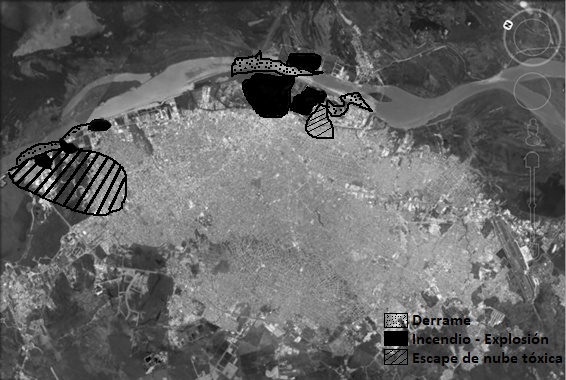 N
Derrame
Incendio - Explosión
Escape de nube tóxica